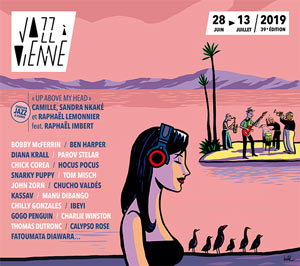 JAZZ À
VIENNE
28 ▸ 13 / 2019
JUIN JUILLET 39e ÉDITION
« UP ABOVE MY HEAD »
CAMILLE, SANDRA NKAKÉ
et RAPHAËL LEMONNIER
feat. RAPHAËL IMBERT
JAZZ
BOBBY McFERRIN / BEN HARPER
DIANA KRALL / PAROV STELAR
CHICK COREA / HOCUS POCUS
SNARKY PUPPY / TOM MISCH
JOHN ZORN / CHUCHO VALDÉS
KASSAV / MANU DIBANGO
CHILLY GONZALES / IBEYI
GOGO PENGUIN / CHARLIE WINSTON
THOMAS DUTRONC / CALYPSO ROSE
FATOUMATA DIAWARA...